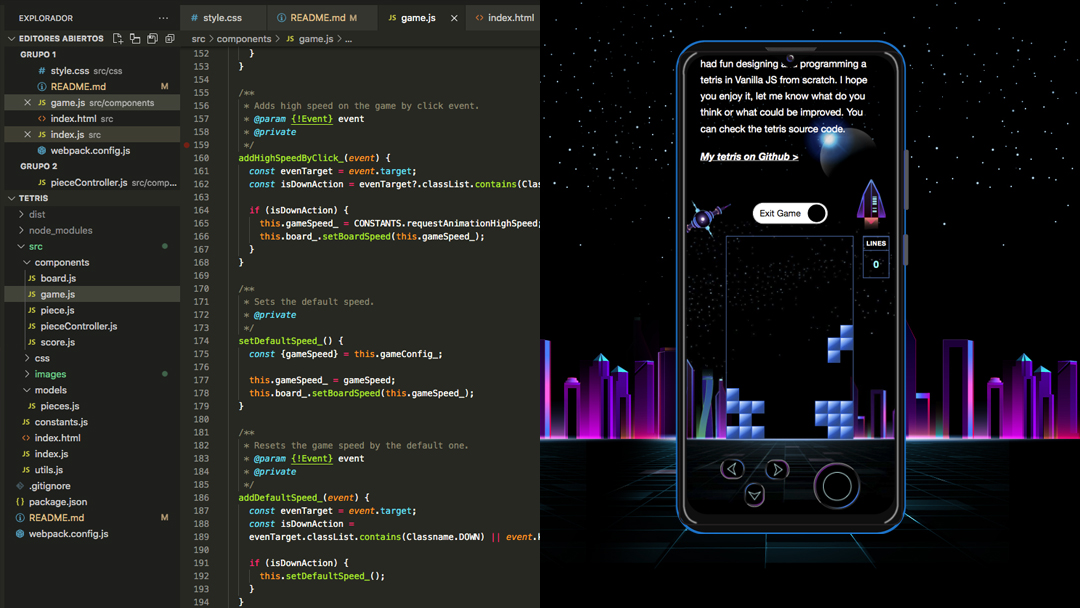 EXPLORADOR
EDITORES ABIERTOS
GRUPO 1
# style.css src/css
README.md M
JS game.js src/components
<> index.html src
JS index.js src
webpack.config.js
GRUPO 2
JS pieceController.js src/comp...
TETRIS
dist
node_modules
src
components
JS board.js
JS game.js
JS piece.js
JS pieceController.js
JS score.js
css
images
models
JS pieces.js
JS constants.js
<> index.html
JS index.js
JS utils.js
.gitignore
{} package.json
README.md M
webpack.config.js
# style.css
README.md M
JS game.js
<> index.html
src > components > JS game.js > ...
152 }
153 }
154
155 /**
156 * Adds high speed on the game by click event.
157 * @param {!Event} event
158 * @private
159 */
160 addHighSpeedByClick_(event) {
161 const evenTarget = event.target;
162 const isDownAction = evenTarget?.classList.contains(Clas
163
164 if (isDownAction) {
165 this.gameSpeed_ = CONSTANTS.requestAnimationHighSpeed;
166 this.board_.setBoardSpeed(this.gameSpeed_);
167 }
168 }
169
170 /**
171 * Sets the default speed.
172 * @private
173 */
174 setDefaultSpeed_() {
175 const {gameSpeed} = this.gameConfig_;
176
177 this.gameSpeed_ = gameSpeed;
178 this.board_.setBoardSpeed(this.gameSpeed_);
179 }
180
181 /**
182 * Resets the game speed by the default one.
183 * @param {!Event} event
184 * @private
185 */
186 addDefaultSpeed_(event) {
187 const evenTarget = event.target;
188 const isDownAction =
189 evenTarget.classList.contains(Classname.DOWN) || event.k
190
191 if (isDownAction) {
192 this.setDefaultSpeed_();
193 }
194 }
had fun designing programming a
tetris in Vanilla JS from scratch. I hope
you enjoy it, let me know what do you
think or what could be improved. You
can check the tetris source code.
My tetris on Github >
Exit Game
LINES
0